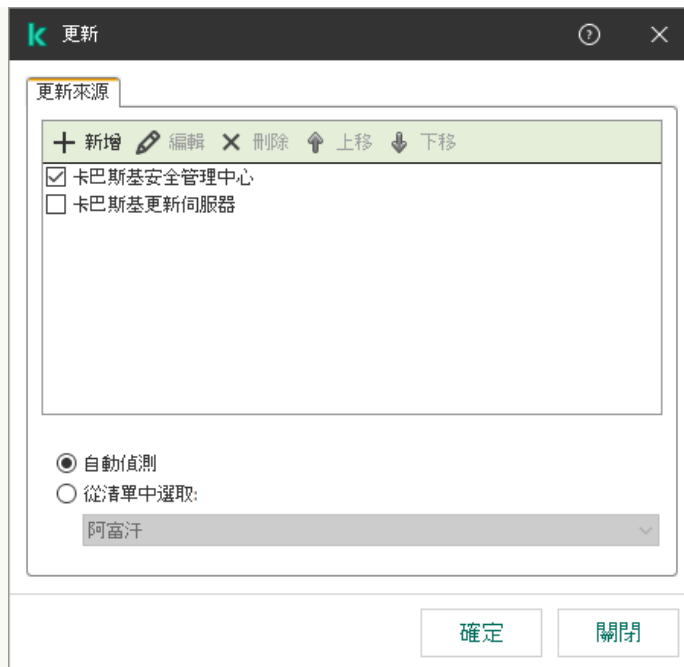 更新
更新來源
新增 編輯 刪除 上移 下移
卡巴斯基安全管理中心
卡巴斯基更新伺服器
自動偵測
從清單中選取:
阿富汗
確定 關閉